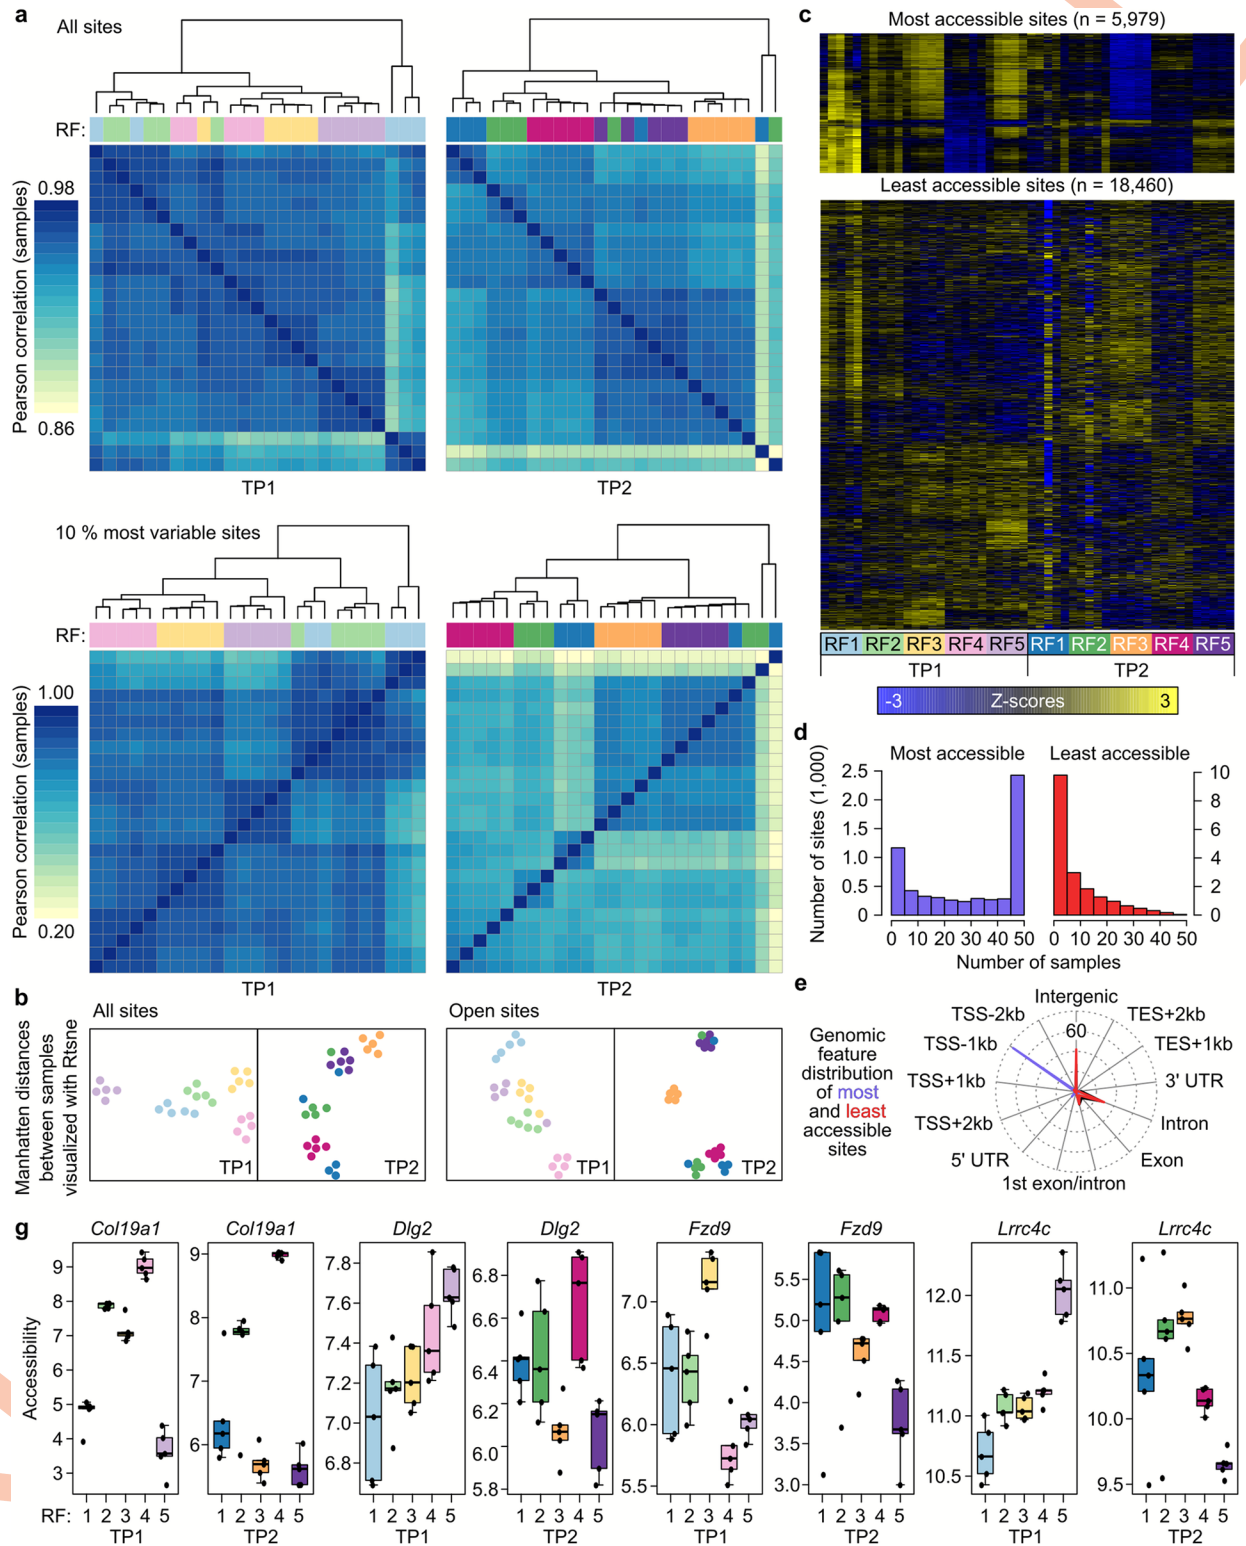 a
All sites
RF:
Pearson correlation (samples)
0.98
0.86
TP1
TP2
10 % most variable sites
RF:
Pearson correlation (samples)
1.00
0.20
TP1
TP2
b
All sites
Open sites
Manhatten distances
between samples
visualized with Rtsne
TP1
TP2
TP1
TP2
c
Most accessible sites (n = 5,979)
Least accessible sites (n = 18,460)
RF1 RF2 RF3 RF4 RF5 RF1 RF2 RF3 RF4 RF5
TP1 TP2
-3 Z-scores 3
d
Most accessible
Least accessible
Number of sites (1,000)
2.5
2.0
1.5
1.0
0.5
0
10
8
6
4
2
0
0 10 20 30 40 50
0 10 20 30 40 50
Number of samples
e
Genomic
feature
distribution
of most
and least
accessible
sites
Intergenic
60
TES+2kb
TES+1kb
3' UTR
Intron
Exon
1st exon/intron
5' UTR
TSS+2kb
TSS+1kb
TSS-1kb
TSS-2kb
g
Accessibility
Col19a1
9
8
7
6
5
4
3
RF: 1 2 3 4 5
TP1
Col19a1
9
8
7
6
1 2 3 4 5
TP2
Dlg2
7.8
7.6
7.4
7.2
7.0
6.8
1 2 3 4 5
TP1
Dlg2
6.8
6.6
6.4
6.2
6.0
5.8
1 2 3 4 5
TP2
Fzd9
7.0
6.5
6.0
5.5
1 2 3 4 5
TP1
Fzd9
5.5
5.0
4.5
4.0
3.5
3.0
1 2 3 4 5
TP2
Lrrc4c
12.0
11.5
11.0
10.5
1 2 3 4 5
TP1
Lrrc4c
11.0
10.5
10.0
9.5
1 2 3 4 5
TP2